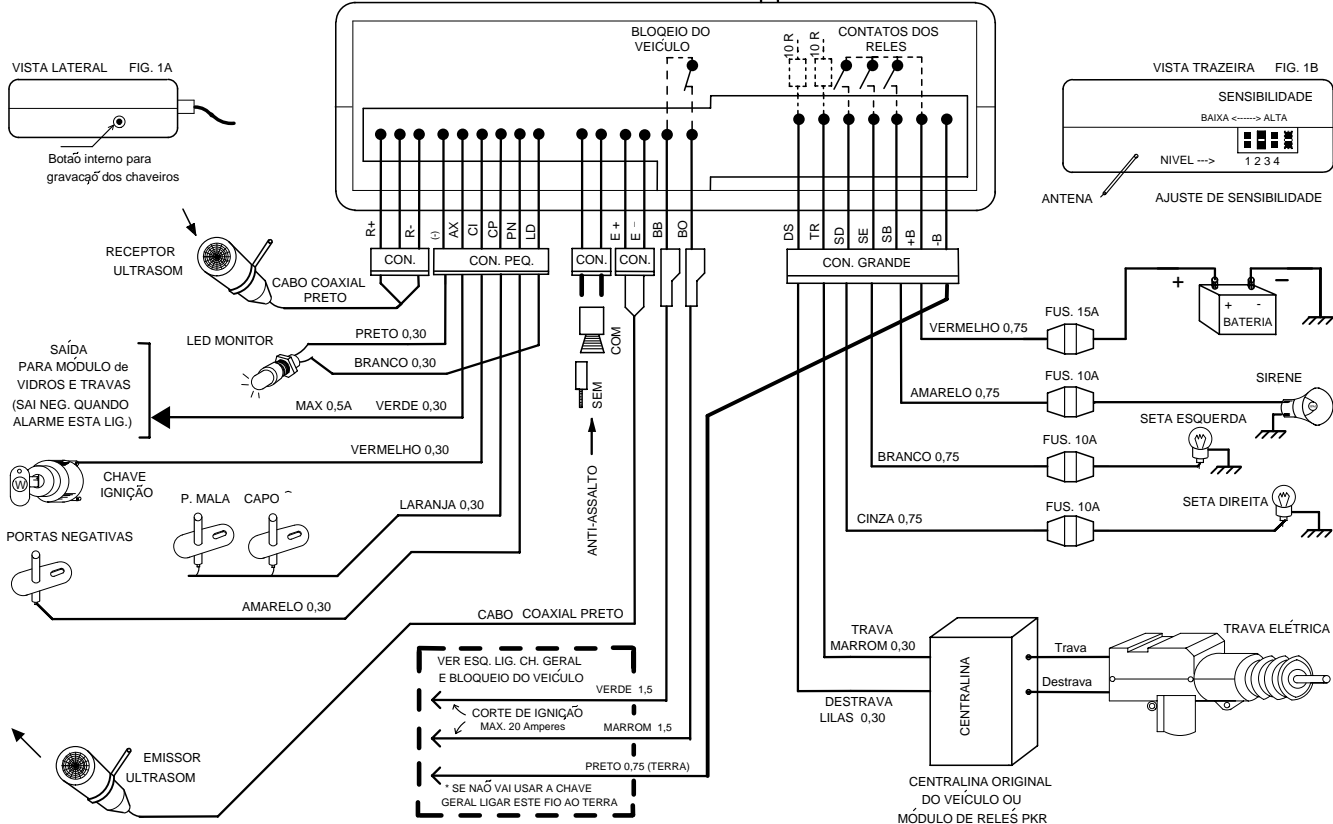 BLOQEIO DO
VEÍCULO
CONTATOS DOS
RELES
10 R
10 R
VISTA LATERAL FIG. 1A
Botaõ interno para
gravaçaõ dos chaveiros
VISTA TRAZEIRA FIG. 1B
SENSIBILIDADE
BAIXA <------> ALTA
NIVEL ---> 1 2 3 4
ANTENA
AJUSTE DE SENSIBILIDADE
R+
R-
(-)
AX
CI
CP
PN
LD
E +
E -
BB
BO
DS
TR
SD
SE
SB
+B
-B
CON.
CON. PEQ.
CON.
CON.
CON. GRANDE
RECEPTOR
ULTRASOM
CABO COAXIAL
PRETO
LED MONITOR
PRETO 0,30
BRANCO 0,30
SAÍDA
PARA MÓDULO de
VIDROS E TRAVAS
(SAI NEG. QUANDO
ALARME ESTA LIG.)
MAX 0,5A VERDE 0,30
VERMELHO 0,30
W
CHAVE
IGNIÇÃO
P. MALA
CAPO ~
LARANJA 0,30
PORTAS NEGATIVAS
AMARELO 0,30
COM
SEM
ANTI-ASSALTO
CABO COAXIAL PRETO
EMISSOR
ULTRASOM
VER ESQ. LIG. CH. GERAL
E BLOQUEIO DO VEICULO
VERDE 1,5
CORTE DE IGNIÇÃO
MAX. 20 Amperes
MARROM 1,5
PRETO 0,75 (TERRA)
* SE NAÕ VAI USAR A CHAVE
GERAL LIGAR ESTE FIO AO TERRA
VERMELHO 0,75
FUS. 15A
+
−
+ -
BATERIA
AMARELO 0,75
FUS. 10A
SIRENE
BRANCO 0,75
FUS. 10A
SETA ESQUERDA
CINZA 0,75
FUS. 10A
SETA DIREITA
TRAVA
MARROM 0,30
DESTRAVA
LILAS 0,30
CENTRALINA
Trava
Destrava
TRAVA ELÉTRICA
CENTRALINA ORIGINAL
DO VEÍCULO OU
MÓDULO DE RELÉS PKR